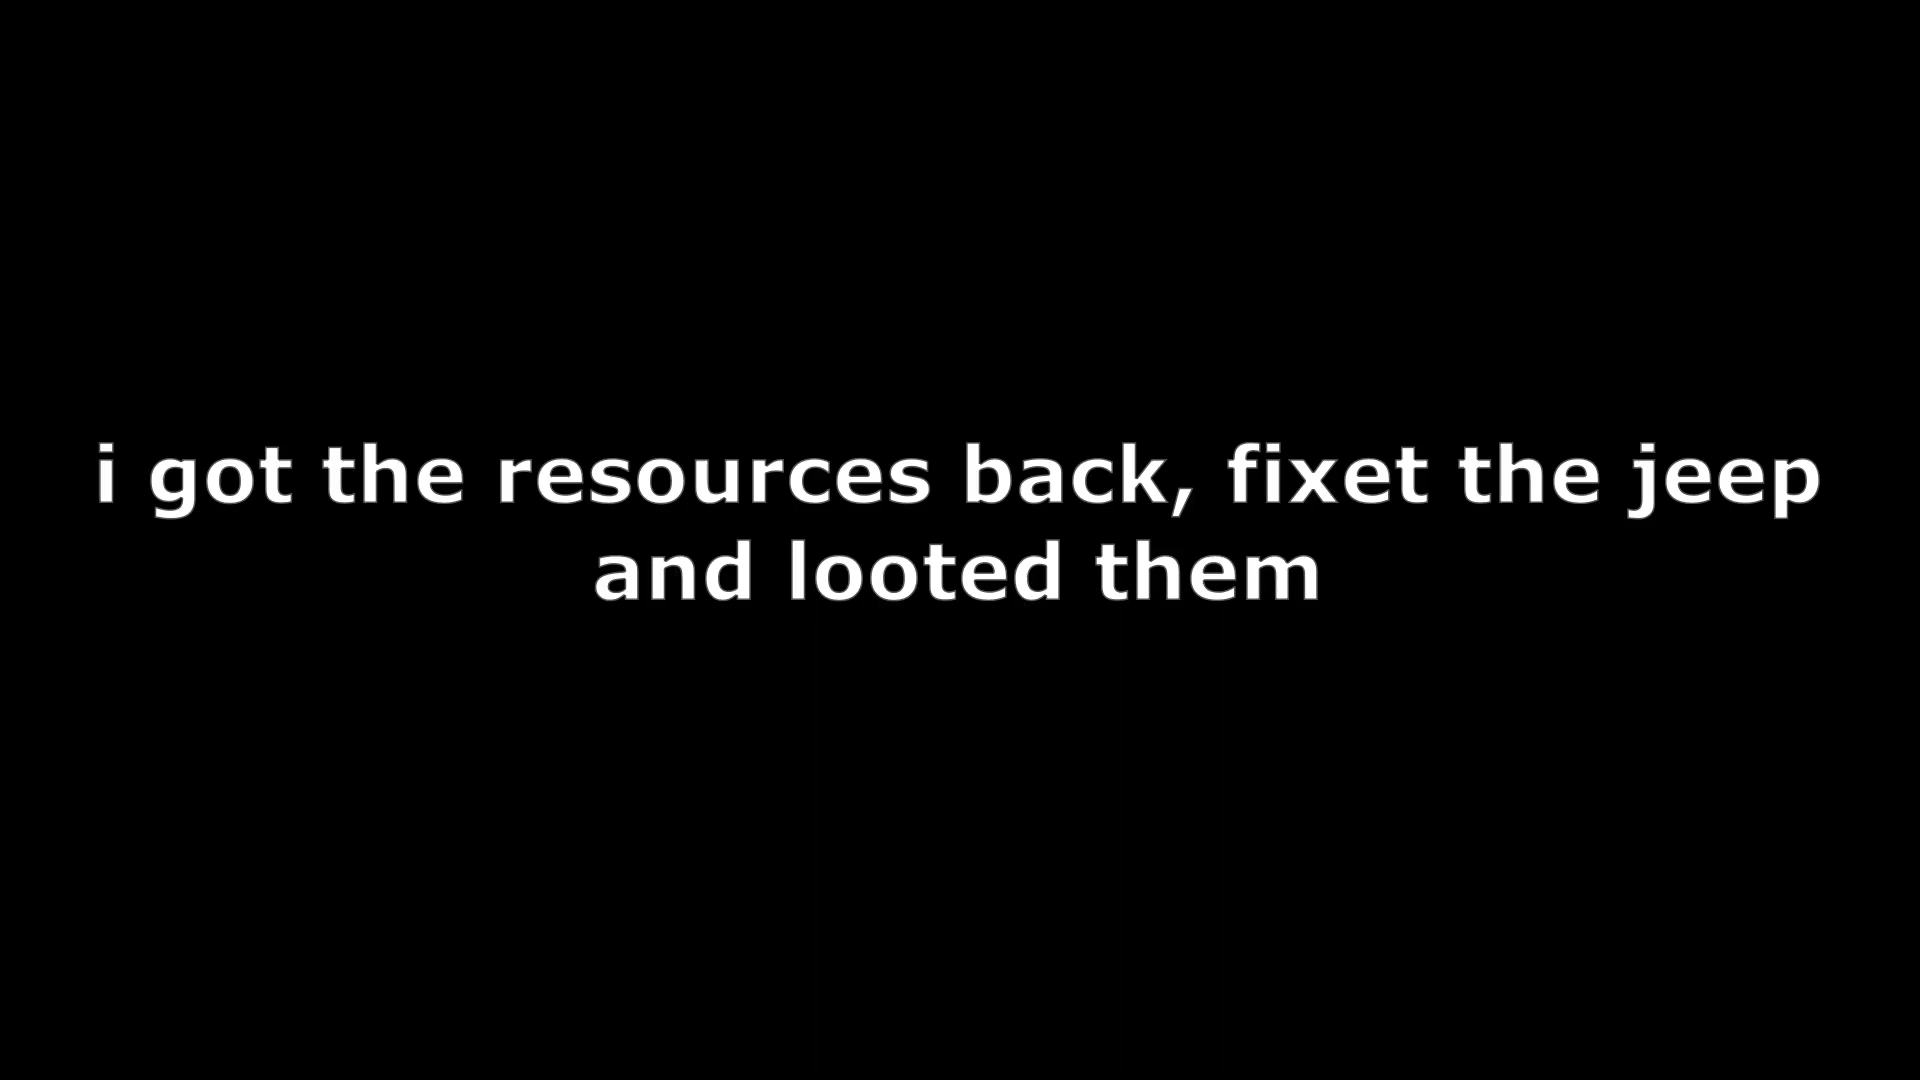 i got the resources back, fixet the jeep
and looted them